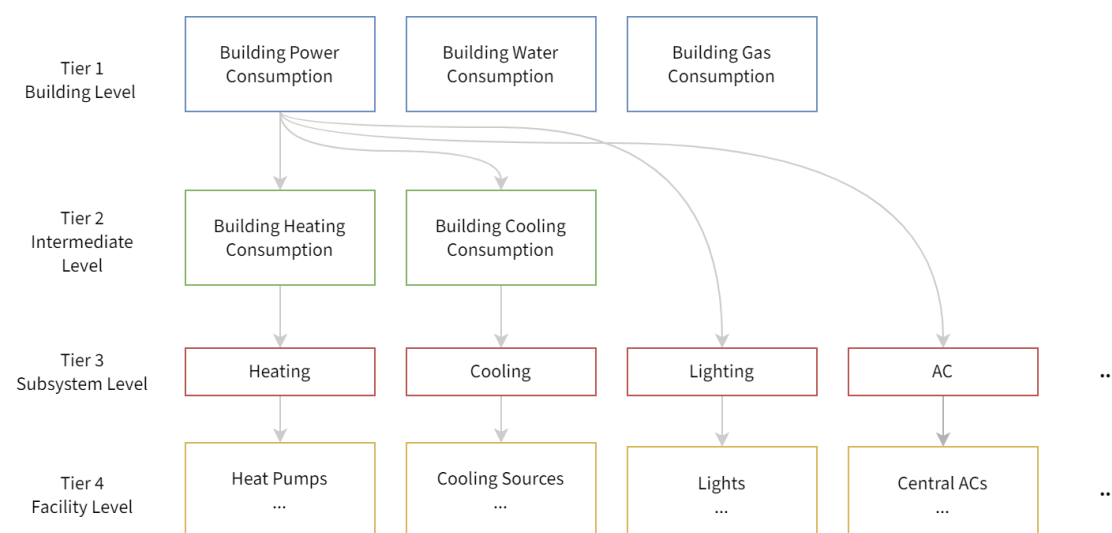 Tier 1
Building Level
Building Power
Consumption
Building Water
Consumption
Building Gas
Consumption
Tier 2
Intermediate
Level
Building Heating
Consumption
Building Cooling
Consumption
Tier 3
Subsystem Level
Heating
Cooling
Lighting
AC
..
Tier 4
Facility Level
Heat Pumps
...
Cooling Sources
...
Lights
...
Central ACs
...
..